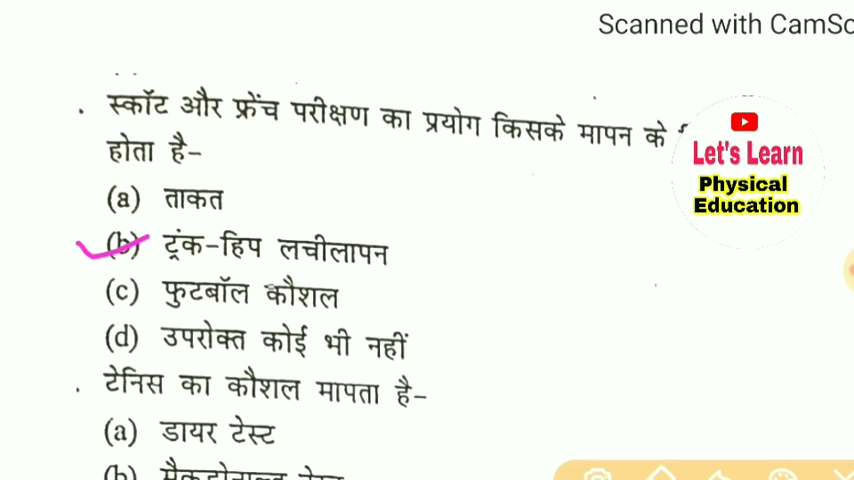 Scanned with CamSc
. स्कॉट और फ्रेंच परीक्षण का प्रयोग किसके मापन के
होता है–
(a) ताकत
(b) ट्रंक-हिप लचीलापन
(c) फुटबॉल कौशल
(d) उपरोक्त कोई भी नहीं
. टेनिस का कौशल मापता है–
(a) डायर टेस्ट
(b) मैकडोनाल्ड टेस्ट
Let's Learn
Physical
Education